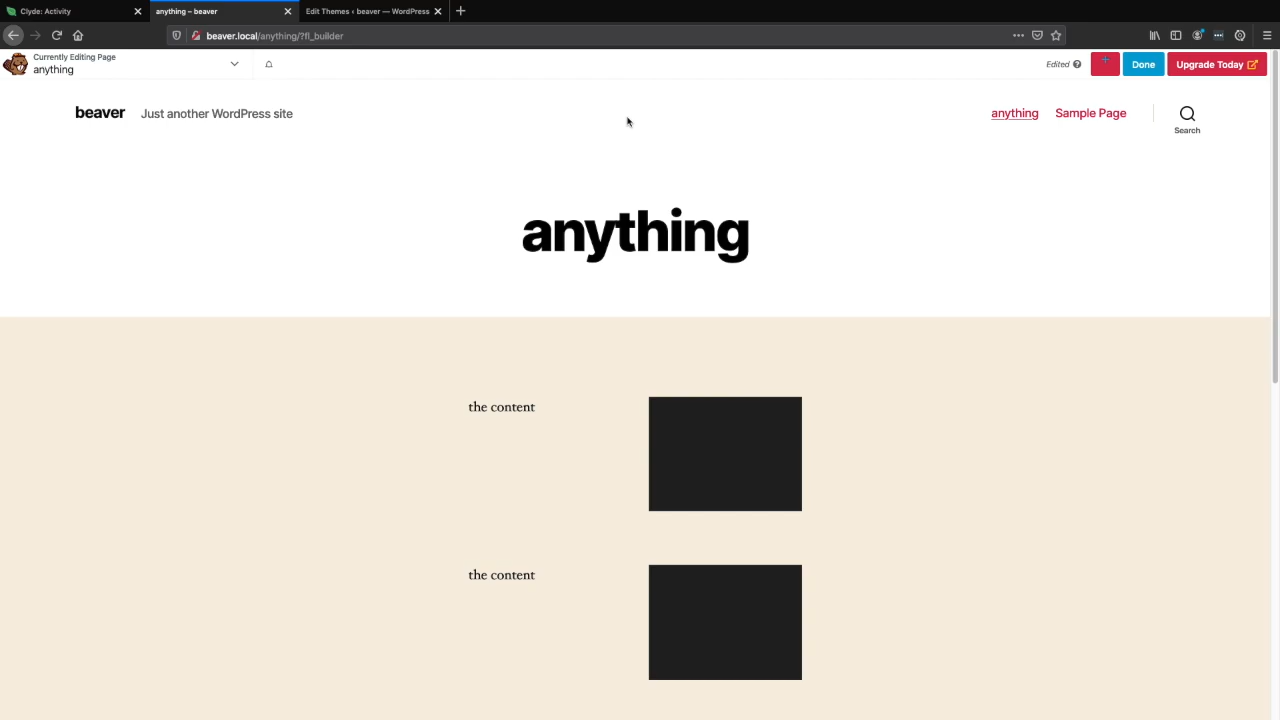 Clyde: Activity
anything – beaver
Edit Themes ‹ beaver — WordPress
beaver.local/anything/?fl_builder
Currently Editing Page
anything
Edited
Done
Upgrade Today
beaver
Just another WordPress site
anything
Sample Page
Search
anything
the content
the content